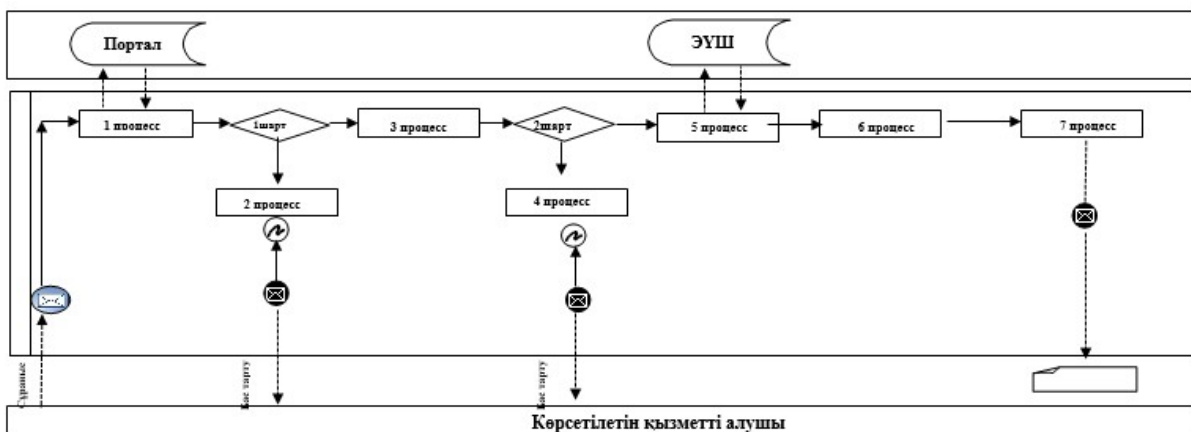 Портал
ЭҮШ
1 процесс
1шарт
3 процесс
2шарт
5 процесс
6 процесс
7 процесс
2 процесс
4 процесс
Сұраныс
Бас тарту
Бас тарту
Көрсетілетін қызметті алушы